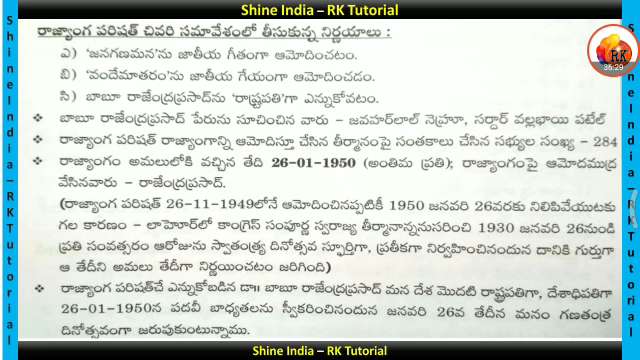 Shine India – RK Tutorial
రాజ్యాంగ పరిషత్ చివరి సమావేశంలో తీసుకున్న నిర్ణయాలు :
ఎ) 'జనగణమన'ను జాతీయ గీతంగా ఆమోదించటం.
బి) 'వందేమాతరం'ను జాతీయ గేయంగా ఆమోదించడం.
సి) బాబూ రాజేంద్రప్రసాద్‌ను 'రాష్ట్రపతి'గా ఎన్నుకోవటం.
❖ బాబూ రాజేంద్రప్రసాద్ పేరును సూచించిన వారు – జవహర్‌లాల్ నెహ్రూ, సర్దార్ వల్లభాయి పటేల్
❖ రాజ్యాంగ పరిషత్ రాజ్యాంగాన్ని ఆమోదిస్తూ చేసిన తీర్మానంపై సంతకాలు చేసిన సభ్యుల సంఖ్య – 284
❖ రాజ్యాంగం అమలులోకి వచ్చిన తేది 26-01-1950 (అంతిమ ప్రతి); రాజ్యాంగంపై ఆమోదముద్ర
వేసినవారు – రాజేంద్రప్రసాద్.
(రాజ్యాంగ పరిషత్ 26-11-1949లోనే ఆమోదించినప్పటికీ 1950 జనవరి 26వరకు నిలిపివేయుటకు
గల కారణం – లాహోర్‌లో కాంగ్రెస్ సంపూర్ణ స్వరాజ్య తీర్మానాన్ననుసరించి 1930 జనవరి 26నుండి
ప్రతి సంవత్సరం ఆరోజును స్వాతంత్ర్య దినోత్సవ స్ఫూర్తిగా, ప్రతీకగా నిర్వహించినందున దానికి గుర్తుగా
ఆ తేదీని అమలు తేదీగా నిర్ణయించటం జరిగింది)
❖ రాజ్యాంగ పరిషత్‌చే ఎన్నుకోబడిన డా॥ బాబూ రాజేంద్రప్రసాద్ మన దేశ మొదటి రాష్ట్రపతిగా, దేశాధిపతిగా
26-01-1950న పదవీ బాధ్యతలను స్వీకరించినందున జనవరి 26వ తేదీన మనం గణతంత్ర
దినోత్సవంగా జరుపుకుంటున్నాము.
Shine India – RK Tutorial
Shine India – RK Tutorial
Shine India – RK Tutorial
RK
36:29